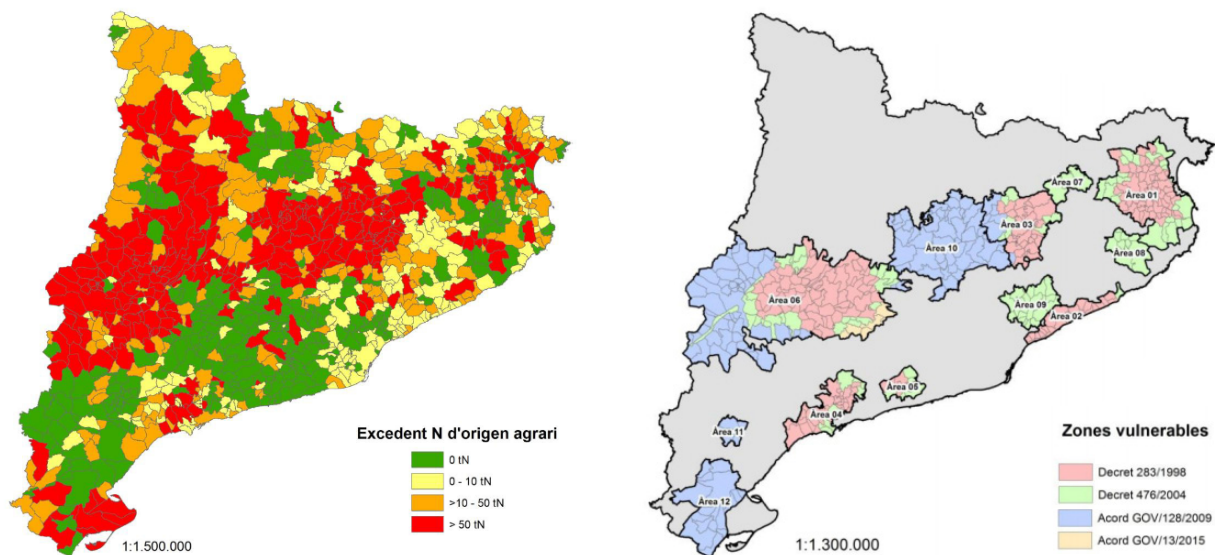 Excedent N d'origen agrari
0 tN
0 - 10 tN
>10 - 50 tN
> 50 tN
1:1.500.000
Àrea 07
Àrea 01
Àrea 03
Àrea 10
Àrea 08
Àrea 06
Àrea 09
Àrea 02
Àrea 05
Àrea 04
Àrea 11
Àrea 12
Zones vulnerables
Decret 283/1998
Decret 476/2004
Acord GOV/128/2009
Acord GOV/13/2015
1:1.300.000